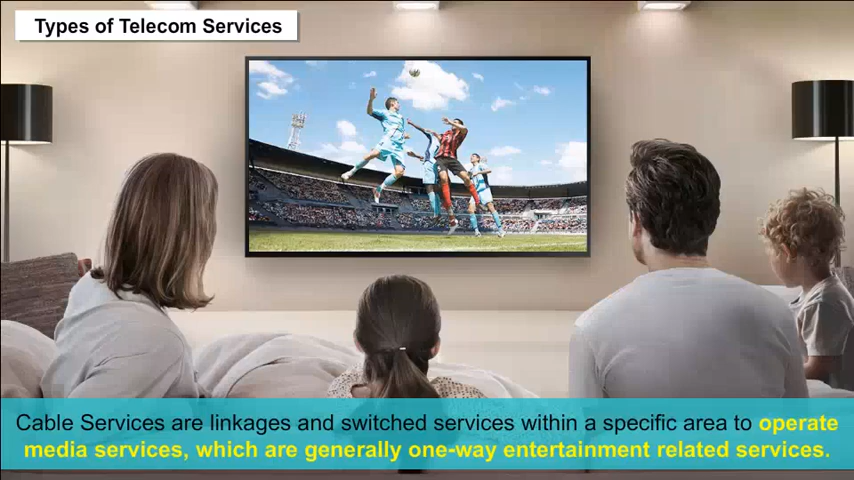 Types of Telecom Services
Cable Services are linkages and switched services within a specific area to operate
media services, which are generally one-way entertainment related services.